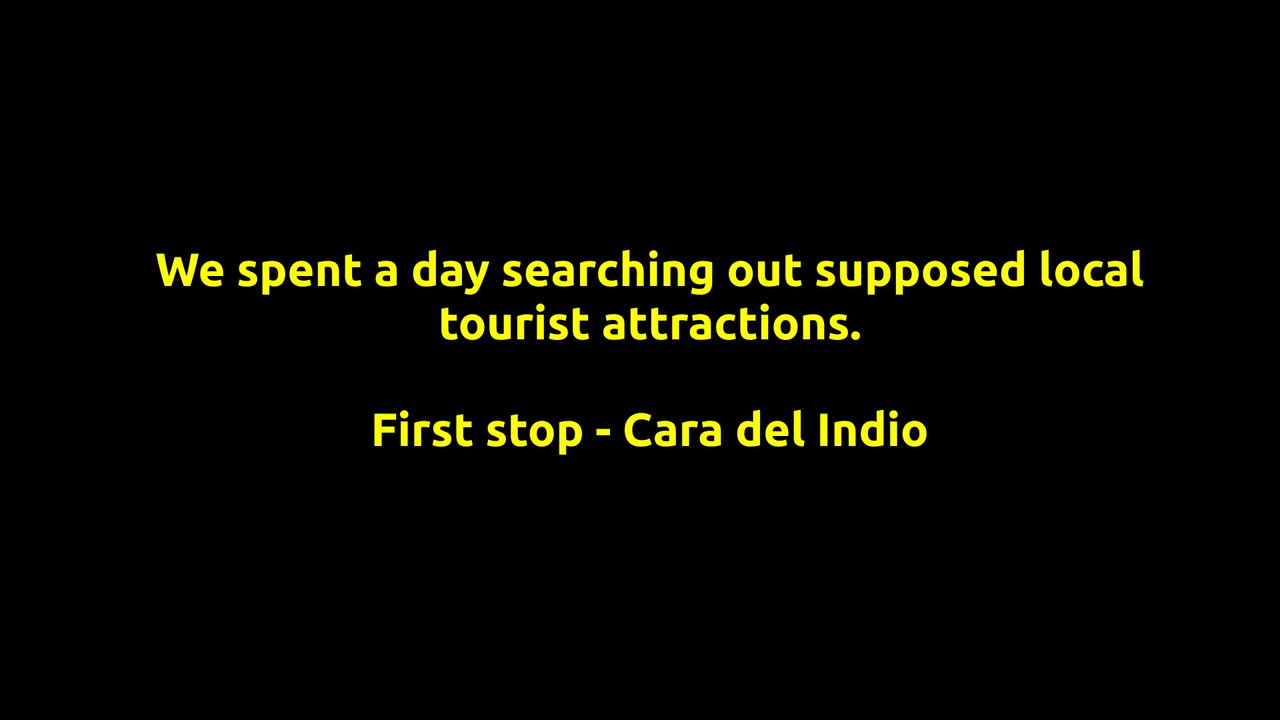 We spent a day searching out supposed local
tourist attractions.
First stop - Cara del Indio